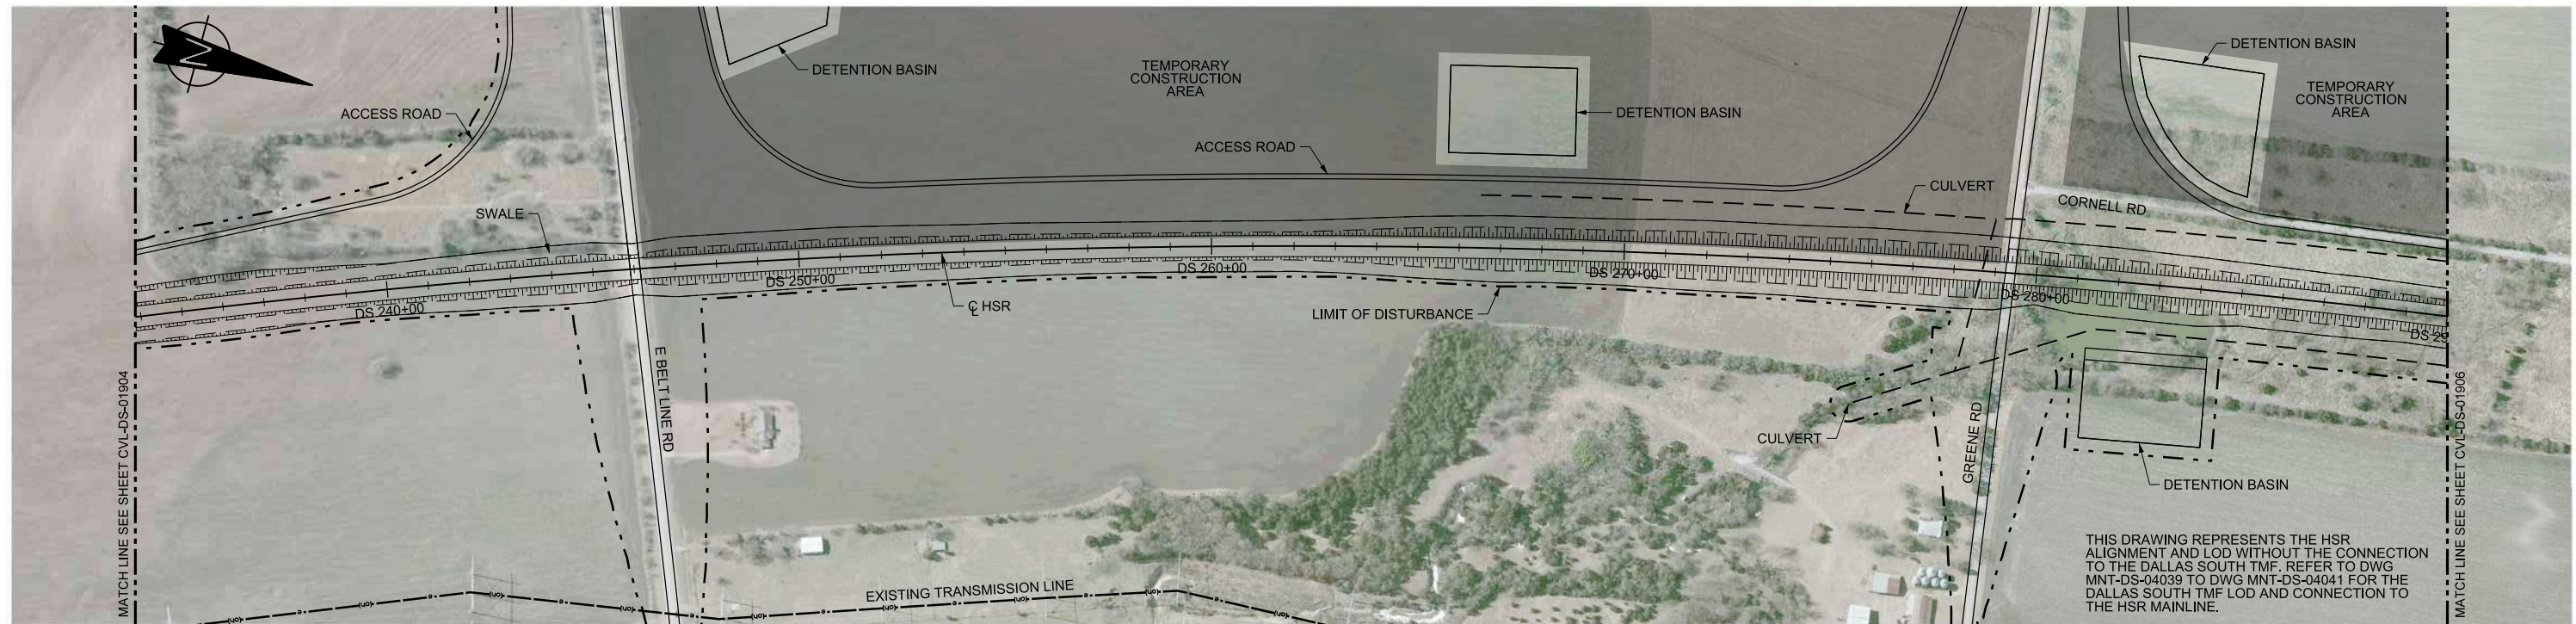 N
DETENTION BASIN
TEMPORARY
CONSTRUCTION
AREA
DETENTION BASIN
DETENTION BASIN
TEMPORARY
CONSTRUCTION
AREA
ACCESS ROAD
ACCESS ROAD
CULVERT
CORNELL RD
SWALE
DS 240+00
DS 250+00
DS 260+00
DS 270+00
DS 280+00
DS 29
℄ HSR
LIMIT OF DISTURBANCE
E BELT LINE RD
GREENE RD
CULVERT
DETENTION BASIN
MATCH LINE SEE SHEET CVL-DS-01904
MATCH LINE SEE SHEET CVL-DS-01906
EXISTING TRANSMISSION LINE
THIS DRAWING REPRESENTS THE HSR
ALIGNMENT AND LOD WITHOUT THE CONNECTION
TO THE DALLAS SOUTH TMF. REFER TO DWG
MNT-DS-04039 TO DWG MNT-DS-04041 FOR THE
DALLAS SOUTH TMF LOD AND CONNECTION TO
THE HSR MAINLINE.